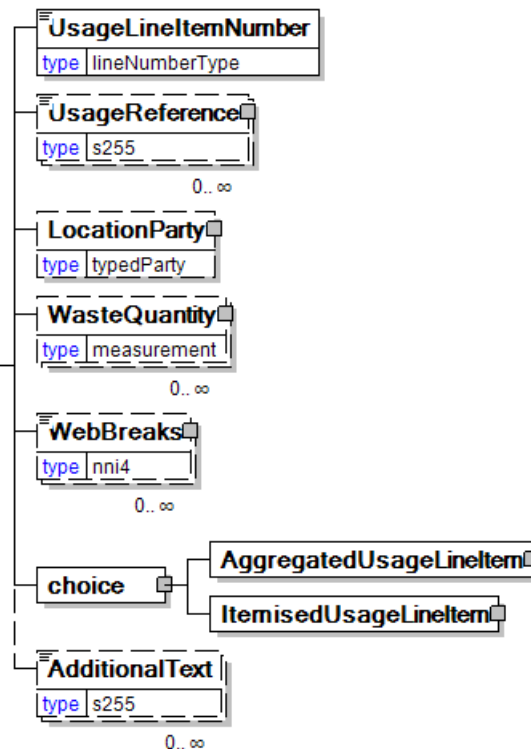 UsageLineItemNumber
type lineNumberType
UsageReference
type s255
0.. ∞
LocationParty
type typedParty
WasteQuantity
type measurement
0.. ∞
WebBreaks
type nni4
0.. ∞
choice
AggregatedUsageLineItem
ItemisedUsageLineItem
AdditionalText
type s255
0.. ∞